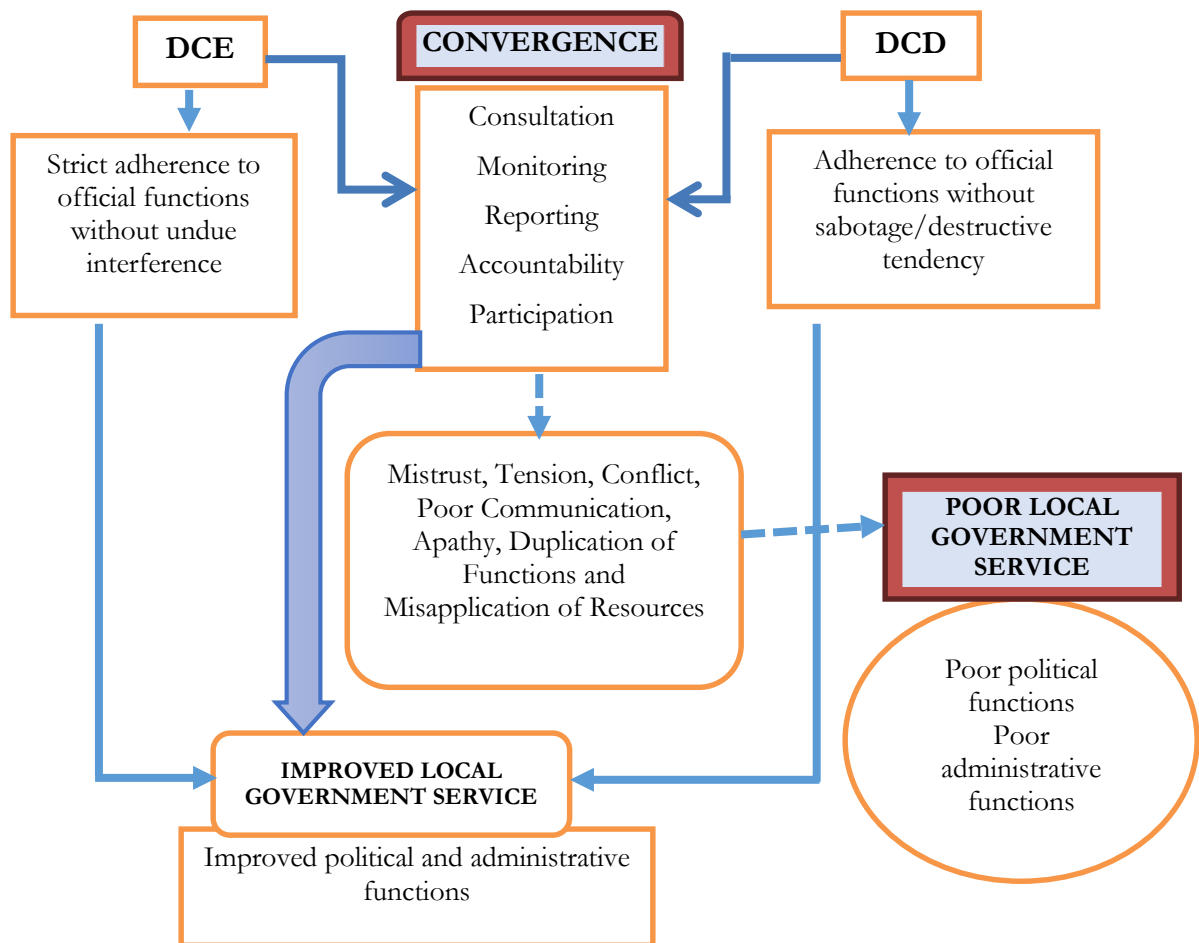 DCE
CONVERGENCE
DCD
Strict adherence to
official functions
without undue
interference
Consultation
Monitoring
Reporting
Accountability
Participation
Adherence to official
functions without
sabotage/destructive
tendency
Mistrust, Tension, Conflict,
Poor Communication,
Apathy, Duplication of
Functions and
Misapplication of Resources
POOR LOCAL
GOVERNMENT
SERVICE
Poor political
functions
Poor
administrative
functions
IMPROVED LOCAL
GOVERNMENT SERVICE
Improved political and administrative
functions